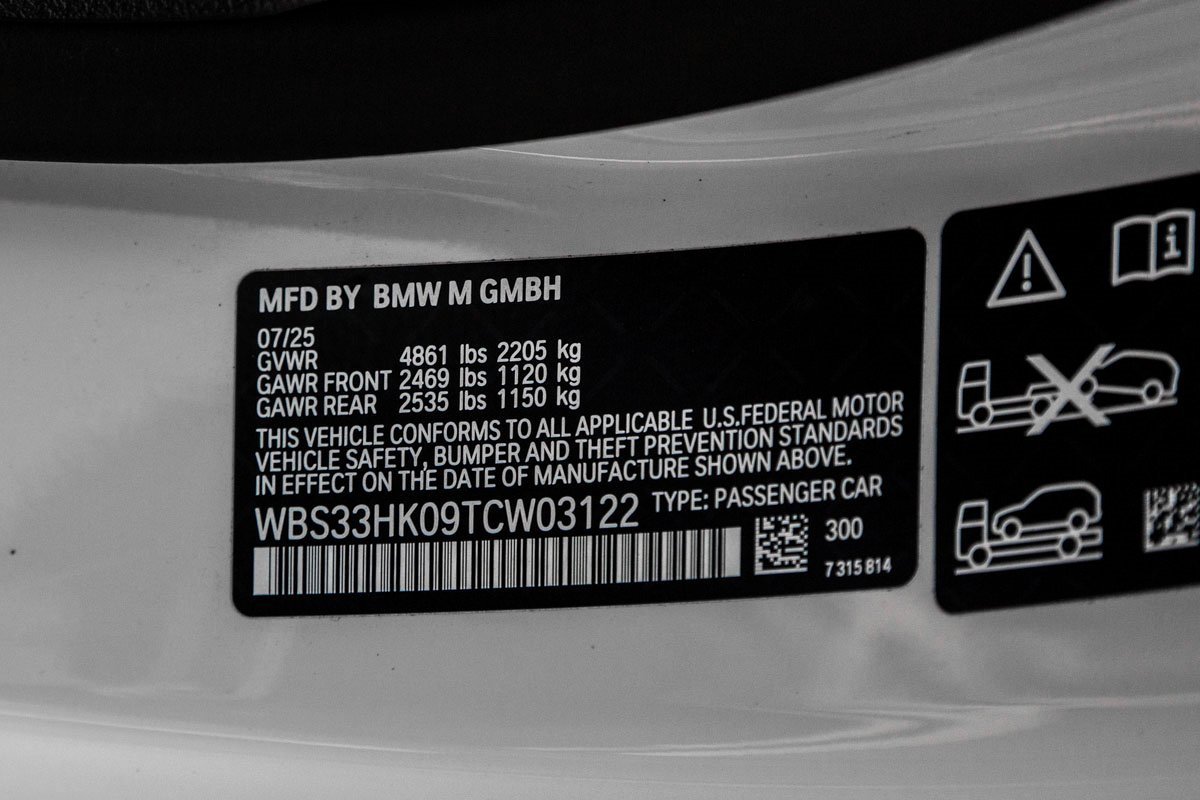 MFD BY BMW M GMBH
07/25
GVWR 4861 lbs 2205 kg
GAWR FRONT 2469 lbs 1120 kg
GAWR REAR 2535 lbs 1150 kg
THIS VEHICLE CONFORMS TO ALL APPLICABLE U.S.FEDERAL MOTOR
VEHICLE SAFETY, BUMPER AND THEFT PREVENTION STANDARDS
IN EFFECT ON THE DATE OF MANUFACTURE SHOWN ABOVE.
WBS33HK09TCW03122 TYPE: PASSENGER CAR
300
7 315 814